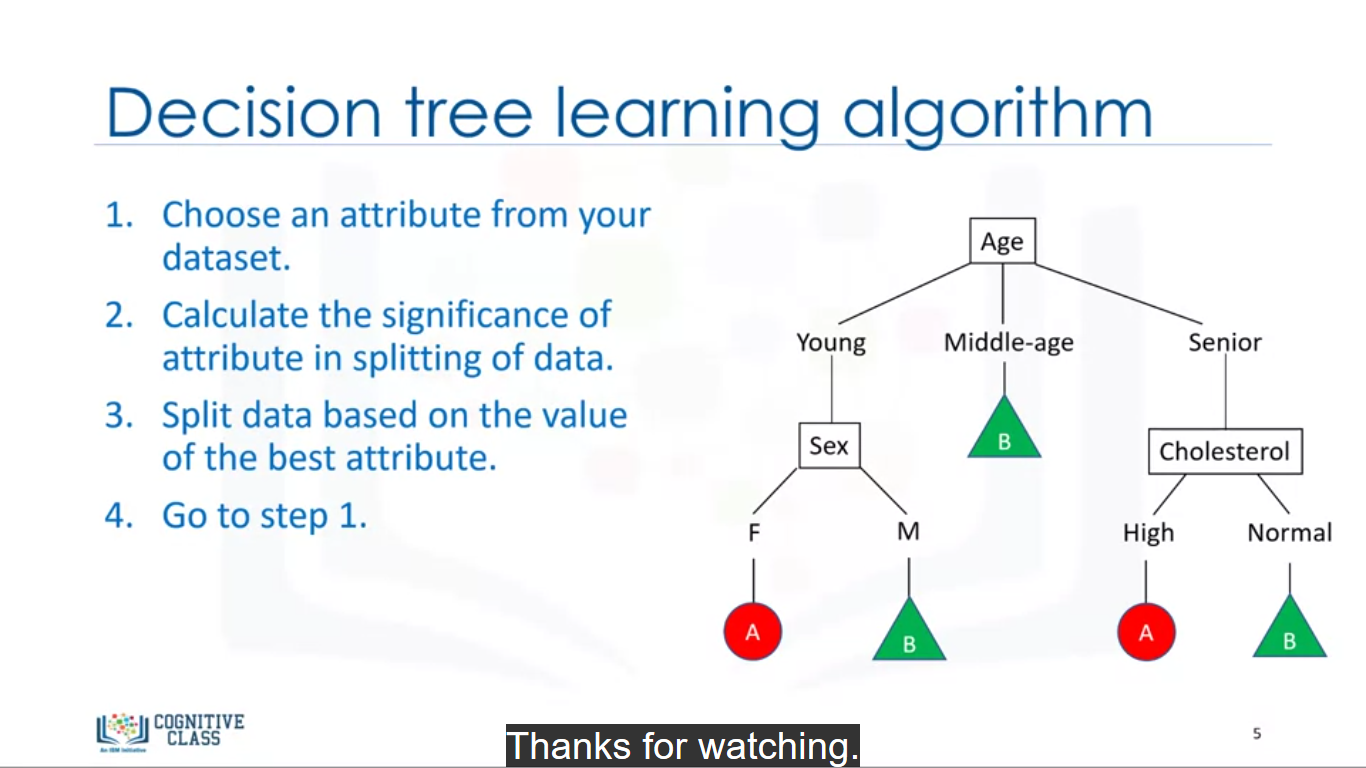 Decision tree learning algorithm
1. Choose an attribute from your
dataset.
2. Calculate the significance of
attribute in splitting of data.
3. Split data based on the value
of the best attribute.
4. Go to step 1.
Age
Young Middle-age Senior
B
Sex Cholesterol
F M High Normal
A B A B
COGNITIVE
CLASS
An IBM Initiative
Thanks for watching.
5